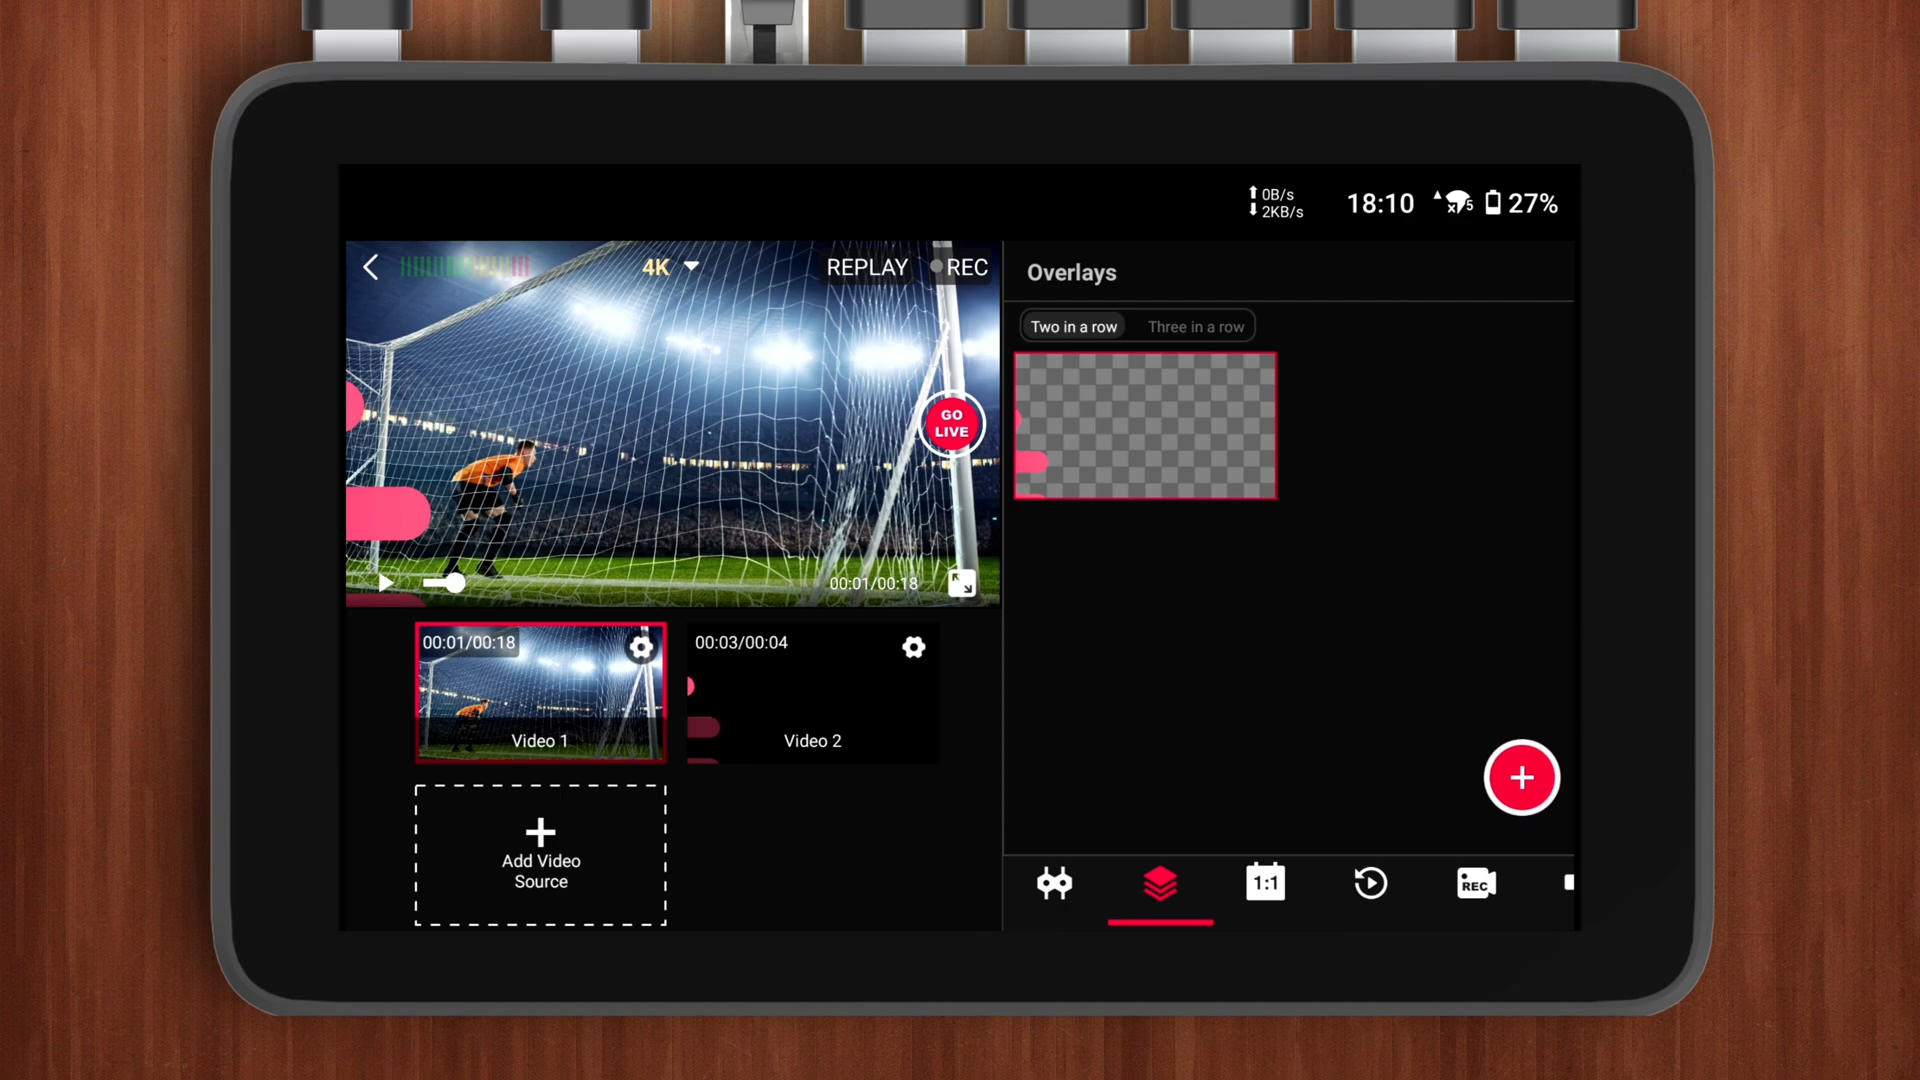 0B/s
2KB/s
18:10
5
27%
4K
REPLAY
REC
GO
LIVE
00:01/00:18
Overlays
Two in a row
Three in a row
00:01/00:18
Video 1
00:03/00:04
Video 2
Add Video
Source
1:1
REC